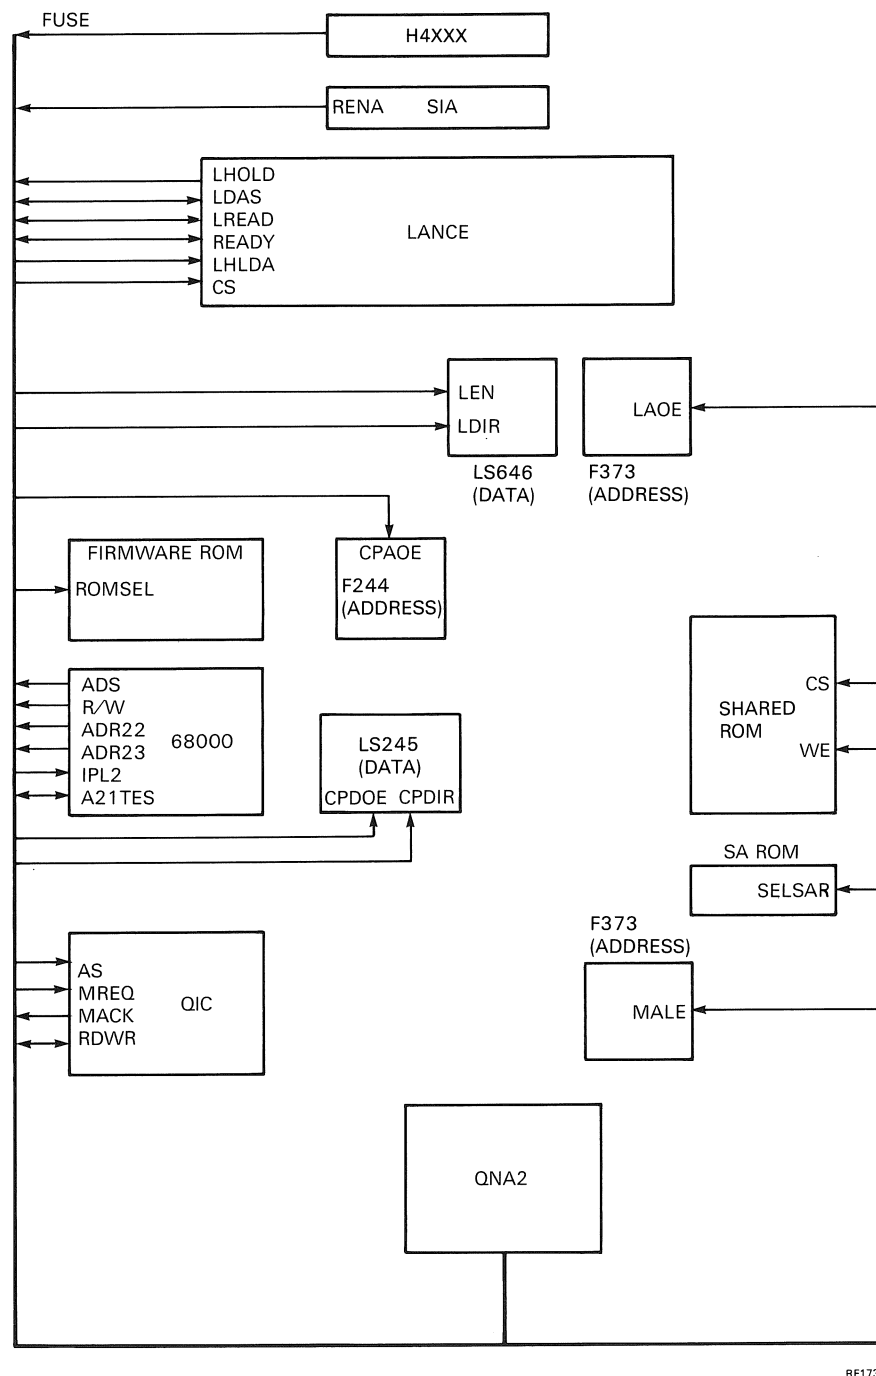 FUSE
H4XXX
RENA SIA
LHOLD
LDAS
LREAD
READY
LHLDA
CS
LANCE
LEN
LDIR
LS646
(DATA)
LAOE
F373
(ADDRESS)
FIRMWARE ROM
ROMSEL
CPAOE
F244
(ADDRESS)
ADS
R/W
ADR22
ADR23
IPL2
A21TES
68000
LS245
(DATA)
CPDOE CPDIR
CS
SHARED
ROM
WE
SA ROM
SELSAR
F373
(ADDRESS)
MALE
AS
MREQ
MACK
RDWR
QIC
QNA2